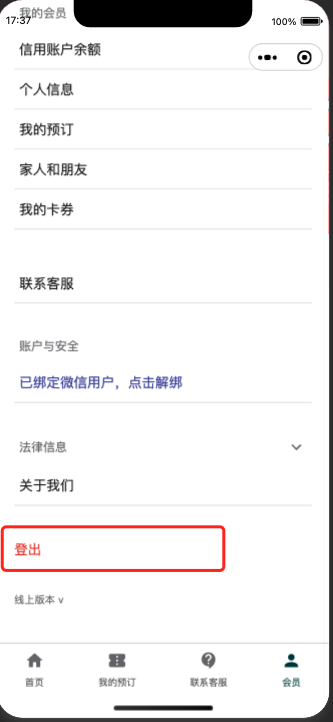 我的会员
17:37
100%
信用账户余额
个人信息
我的预订
家人和朋友
我的卡券
联系客服
账户与安全
已绑定微信用户，点击解绑
法律信息
关于我们
登出
线上版本 v
首页
我的预订
联系客服
会员